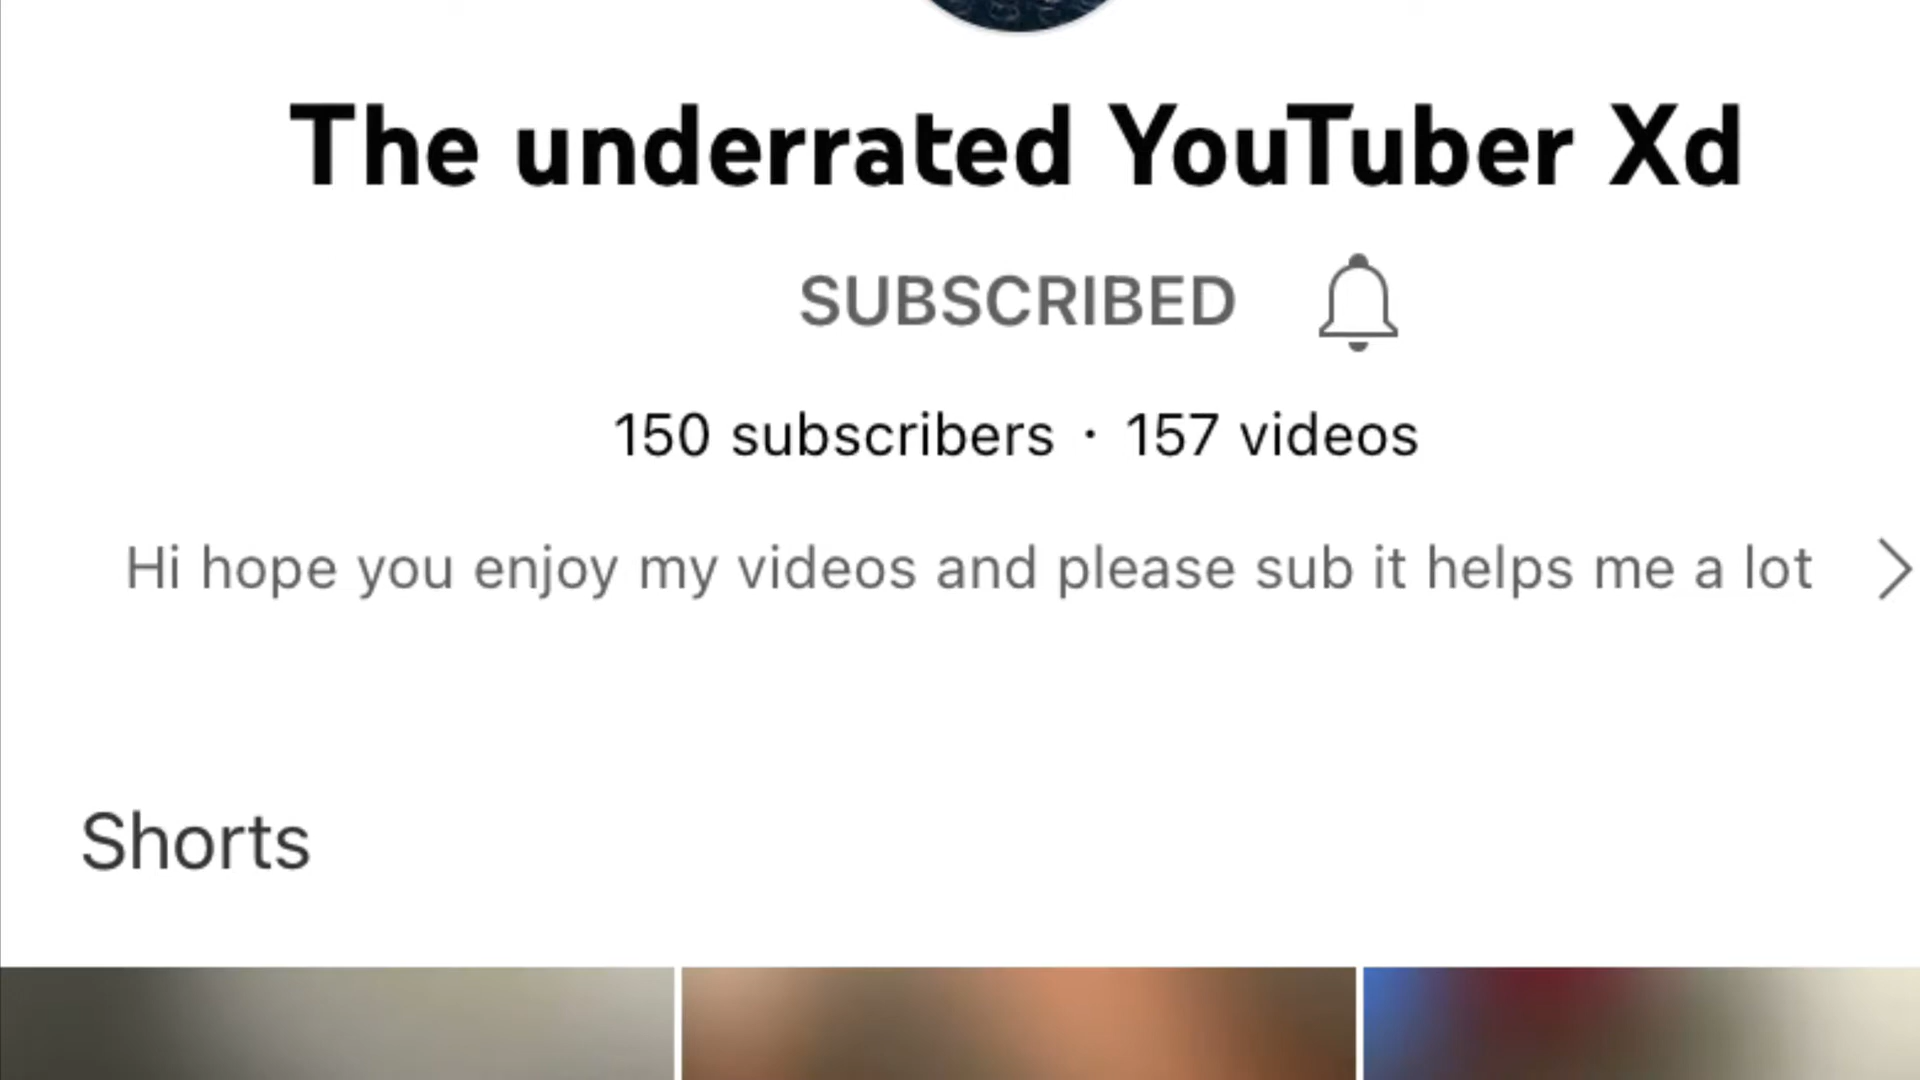 The underrated YouTuber Xd
SUBSCRIBED
150 subscribers · 157 videos
Hi hope you enjoy my videos and please sub it helps me a lot
Shorts